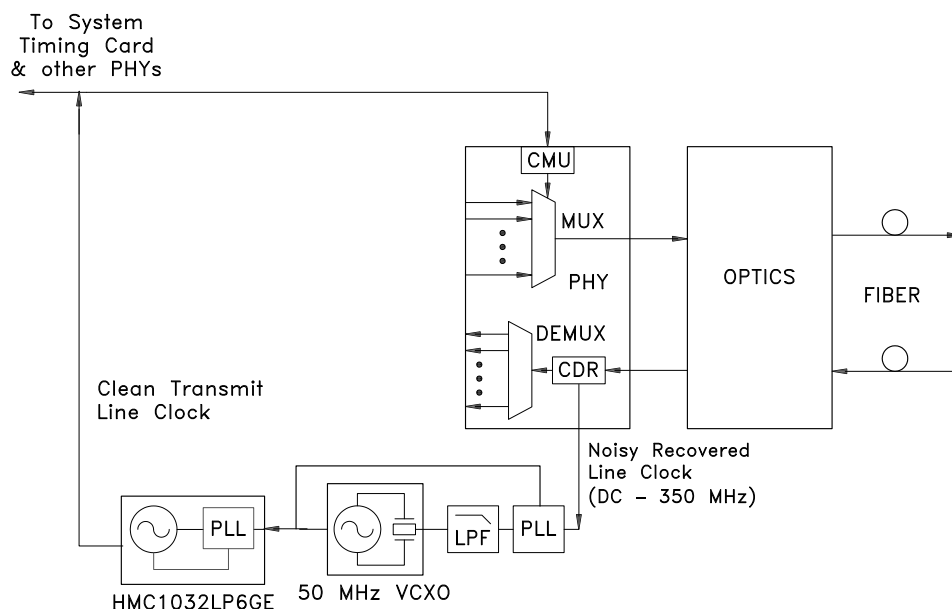 To System
Timing Card
& other PHYs
CMU
MUX
PHY
OPTICS
FIBER
DEMUX
CDR
Clean Transmit
Line Clock
Noisy Recovered
Line Clock
(DC - 350 MHz)
PLL
LPF
PLL
HMC1032LP6GE
50 MHz VCXO